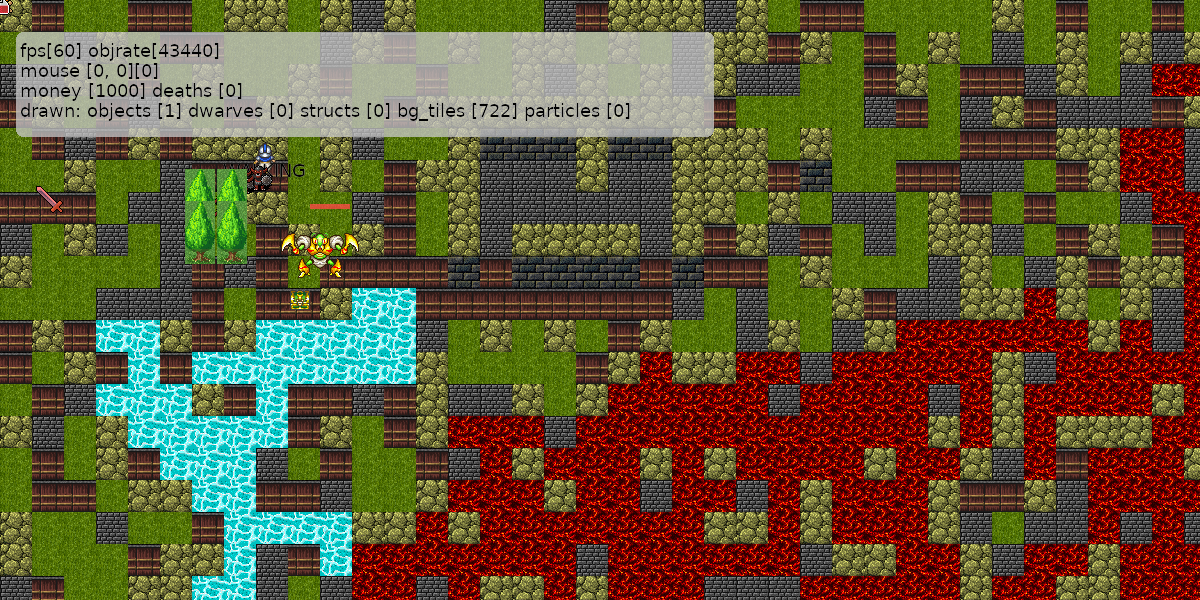 fps[60] objrate[43440]
mouse [0, 0][0]
money [1000] deaths [0]
drawn: objects [1] dwarves [0] structs [0] bg_tiles [722] particles [0]